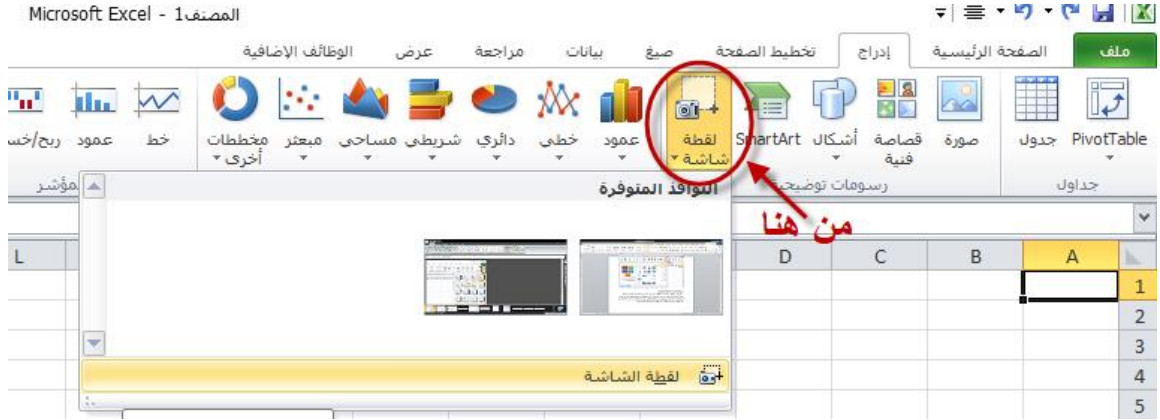 المصنف1 - Microsoft Excel
ملف الصفحة الرئيسية إدراج تخطيط الصفحة صيغ بيانات مراجعة عرض الوظائف الإضافية
PivotTable جدول صورة قصاصة فنية أشكال SmartArt لقطة شاشة عمود خطي دائري شريطي مساحي مبعثر مخططات أخرى خط عمود
جداول رسومات توضيحية
النوافذ المتوفرة
من هنا
A B C D L
1
2
3
لقطة الشاشة
4
5